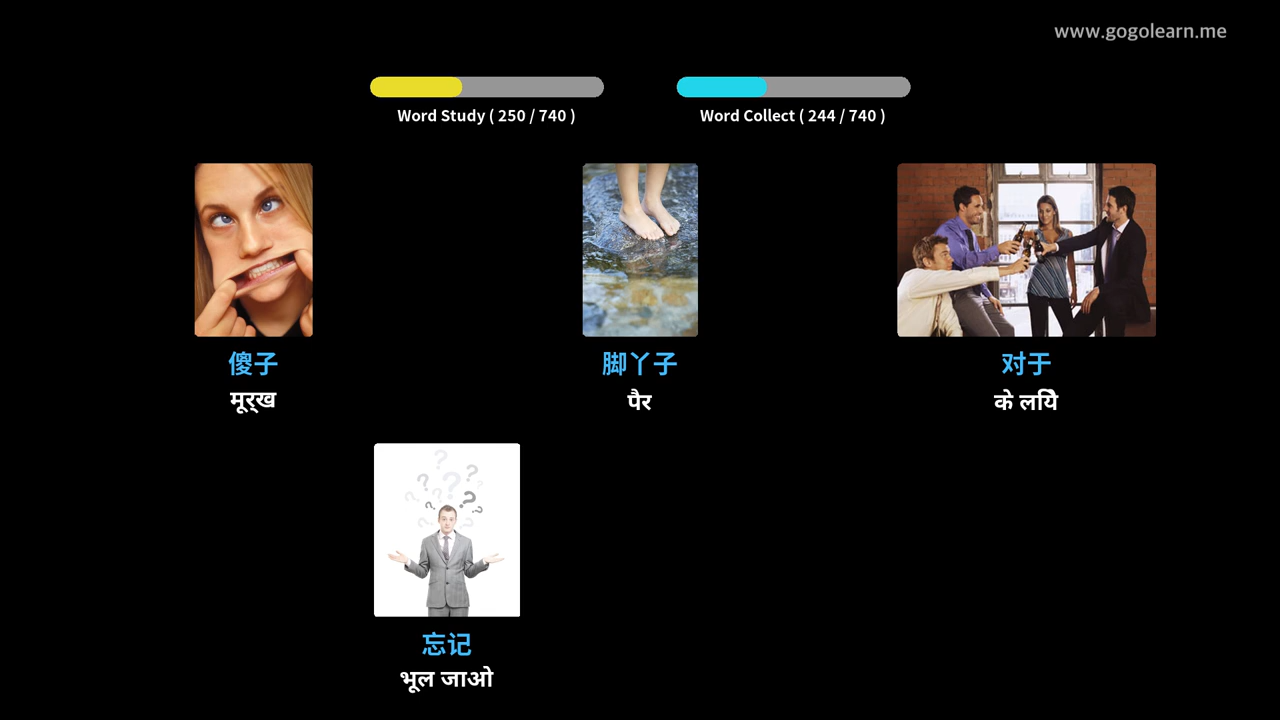 www.gogolearn.me
Word Study ( 250 / 740 )
Word Collect ( 244 / 740 )
傻子
मूर्ख
脚丫子
पैर
对于
के लयिे
忘记
भूल जाओ